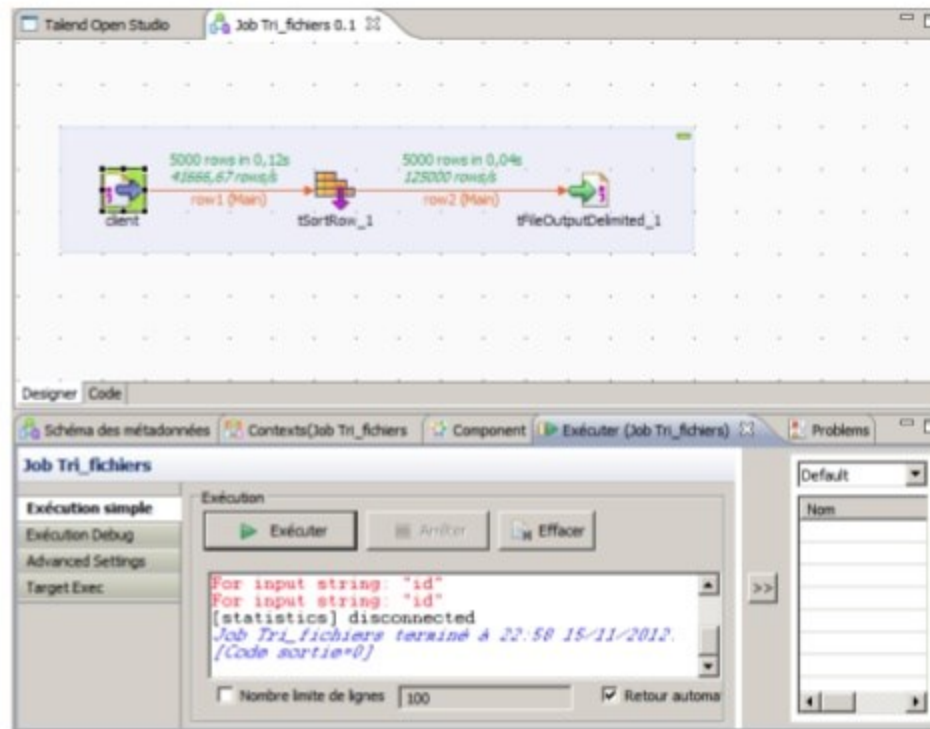 Talend Open Studio
Job Tri_fichiers 0.1
5000 rows in 0,12s
41666,67 rows/s
row1 (Main)
5000 rows in 0,04s
125000 rows/s
row2 (Main)
client
tSortRow_1
tFileOutputDelimited_1
Designer
Code
Schéma des métadonnées
Contexts(Job Tri_fichiers
Component
Exécuter (Job Tri_fichiers)
Problems
Job Tri_fichiers
Exécution simple
Exécution Debug
Advanced Settings
Target Exec
Exécution
Exécuter
Arrêter
Effacer
For input string: "id"
For input string: "id"
[statistics] disconnected
Job Tri_fichiers terminé à 22:58 15/11/2012.
[Code sortie=0]
Nombre limite de lignes
100
Retour automa
>>
Default
Nom